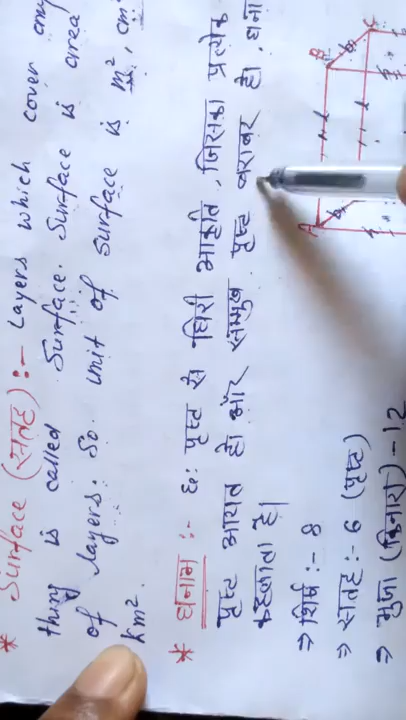 * Surface (सतह) :- Layers which cover any
thing is called Surface. Surface is area
of layers. So unit of surface is m², cm²
km².
* घनाभ :- छः पृष्ट से घिरी आकृति, जिसका प्रत्येक
पृष्ट आयत हो और सम्मुख पृष्ट बराबर हो, घना
कहलाता है।
⇒ शिर्ष :- 8
⇒ सतह :- 6 (पृष्ट)
⇒ भुजा (किनारा) - 12
A
B
C
l
l